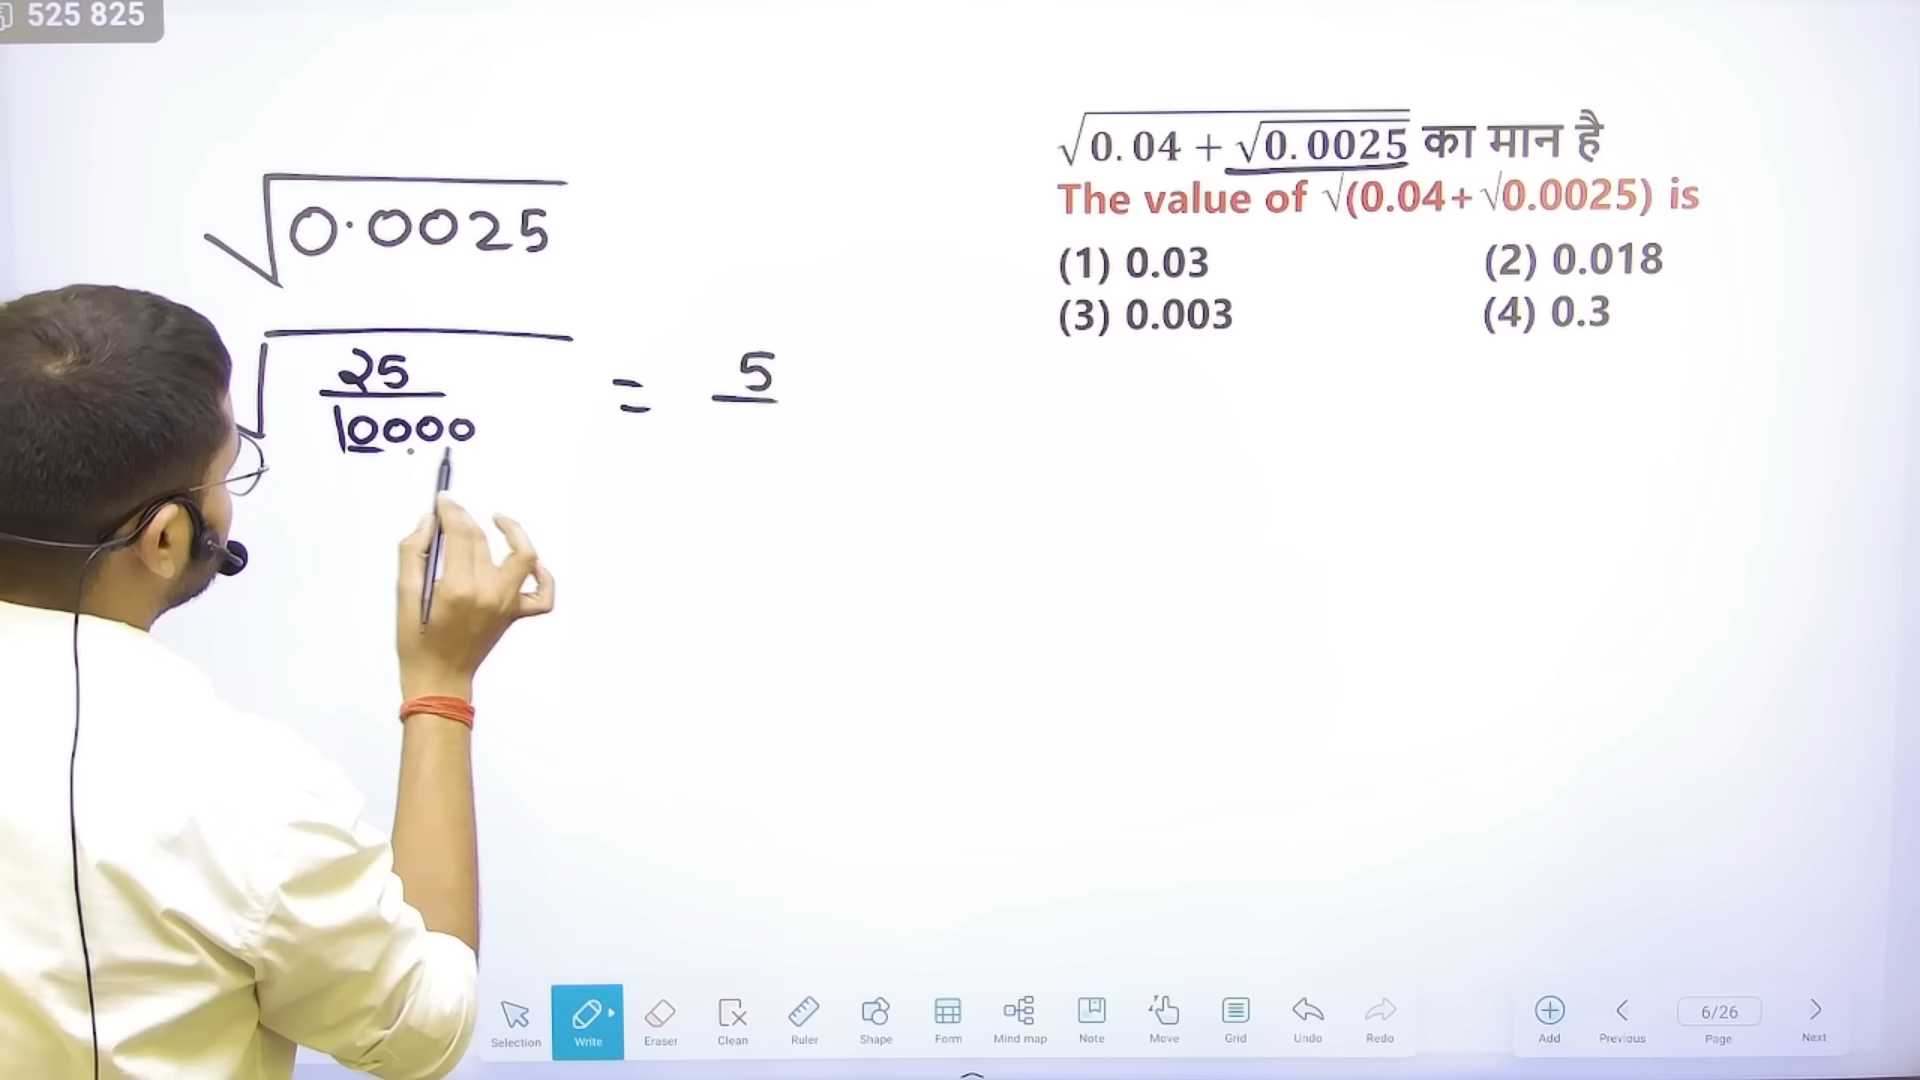 525 825
√0.0025
√25/10000 = 5
√0.04 + √0.0025 का मान है
The value of √(0.04+√0.0025) is
(1) 0.03 (2) 0.018
(3) 0.003 (4) 0.3
Selection Write Eraser Clean Ruler Shape Form Mind map Note Move Grid Undo Redo Add Previous 6/26 Page Next